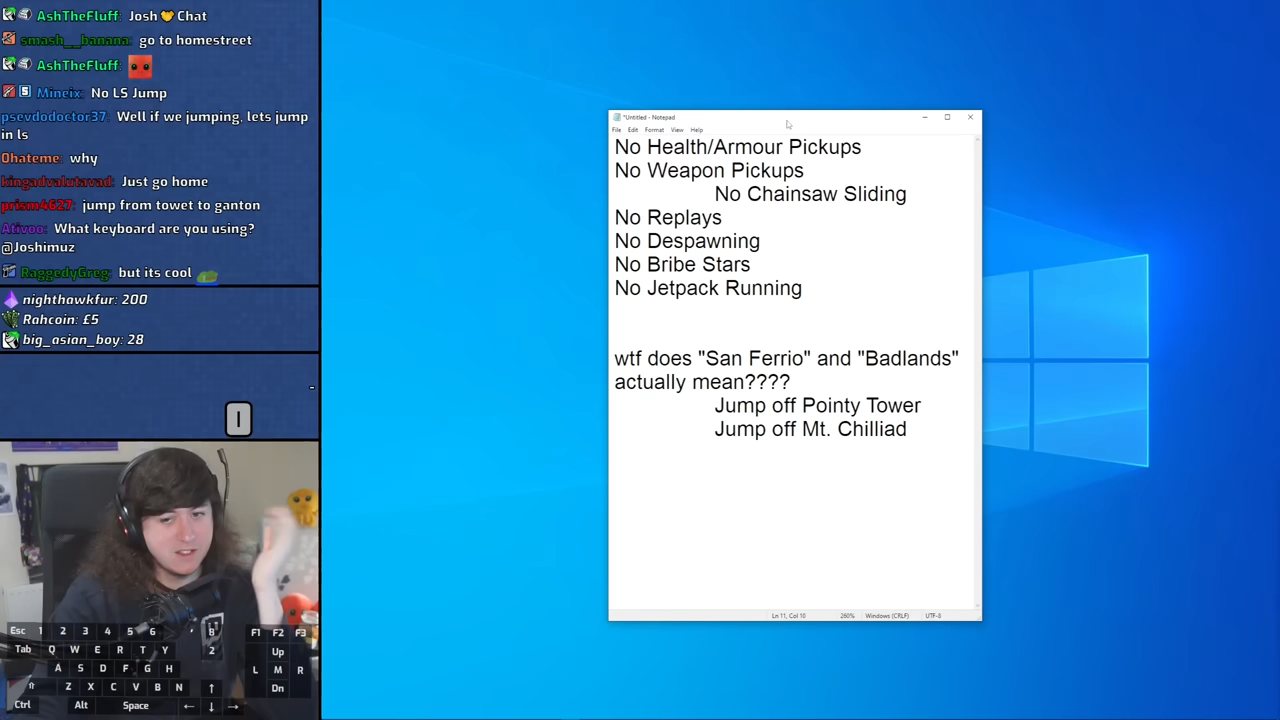 AshTheFluff: Josh Chat
smash__banana: go to homestreet
AshTheFluff:
Mineix: No LS Jump
psevdodoctor37: Well if we jumping, lets jump
in ls
Ohateme: why
kingadvalutavad: Just go home
prism4627: jump from towet to ganton
Ativoo: What keyboard are you using?
@Joshimuz
RaggedyGreg: but its cool
nighthawkfur: 200
Rahcoin: £5
big_asian_boy: 28
-
I
*Untitled - Notepad
File Edit Format View Help
No Health/Armour Pickups
No Weapon Pickups
No Chainsaw Sliding
No Replays
No Despawning
No Bribe Stars
No Jetpack Running
wtf does "San Ferrio" and "Badlands"
actually mean????
Jump off Pointy Tower
Jump off Mt. Chilliad
Ln 11, Col 10 260% Windows (CRLF) UTF-8
Esc 1 2 3 4 5 6 ' 8 F1 F2 F3
Tab Q W E R T Y 2 Up
A S D F G H L M R
Z X C V B N ↑ Dn
Ctrl Alt Space ← ↓ →